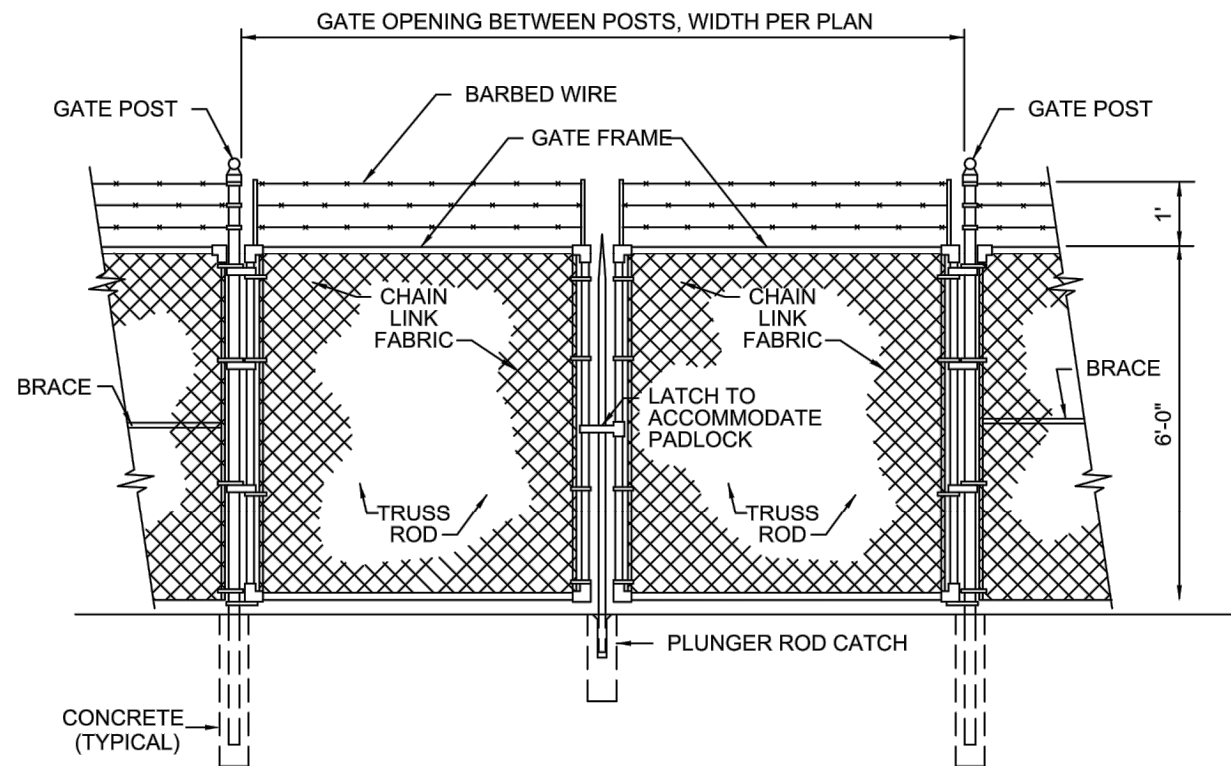 GATE OPENING BETWEEN POSTS, WIDTH PER PLAN
BARBED WIRE
GATE POST
GATE POST
GATE FRAME
1'
CHAIN
LINK
FABRIC
CHAIN
LINK
FABRIC
BRACE
BRACE
LATCH TO
ACCOMMODATE
PADLOCK
6'-0"
TRUSS
ROD
TRUSS
ROD
PLUNGER ROD CATCH
CONCRETE
(TYPICAL)